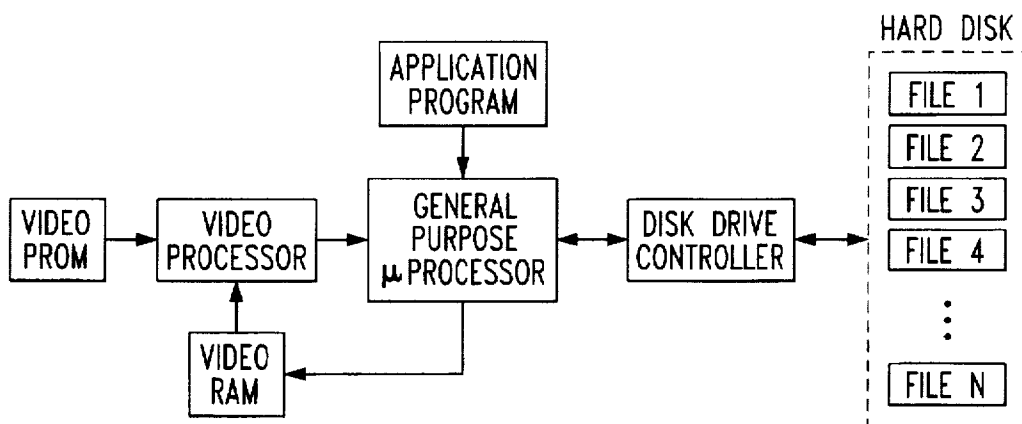 HARD DISK
APPLICATION
PROGRAM
FILE 1
FILE 2
FILE 3
FILE 4
FILE N
VIDEO
PROM
VIDEO
PROCESSOR
GENERAL
PURPOSE
μ PROCESSOR
DISK DRIVE
CONTROLLER
VIDEO
RAM